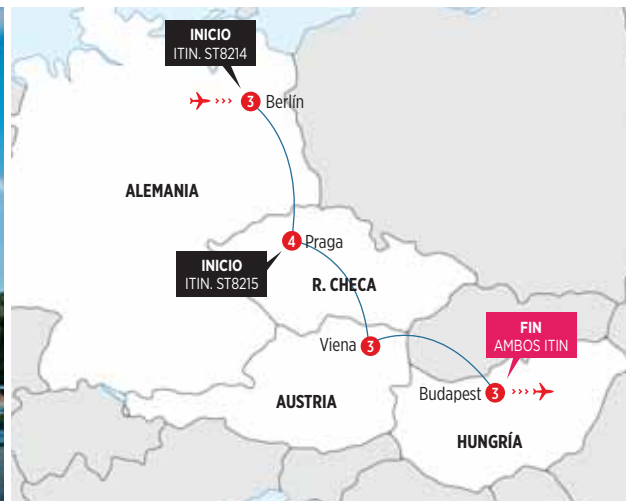 INICIO
ITIN. ST8214
3 Berlín
ALEMANIA
4 Praga
INICIO
ITIN. ST8215
R. CHECA
FIN
AMBOS ITIN
Viena 3
Budapest 3
AUSTRIA
HUNGRÍA